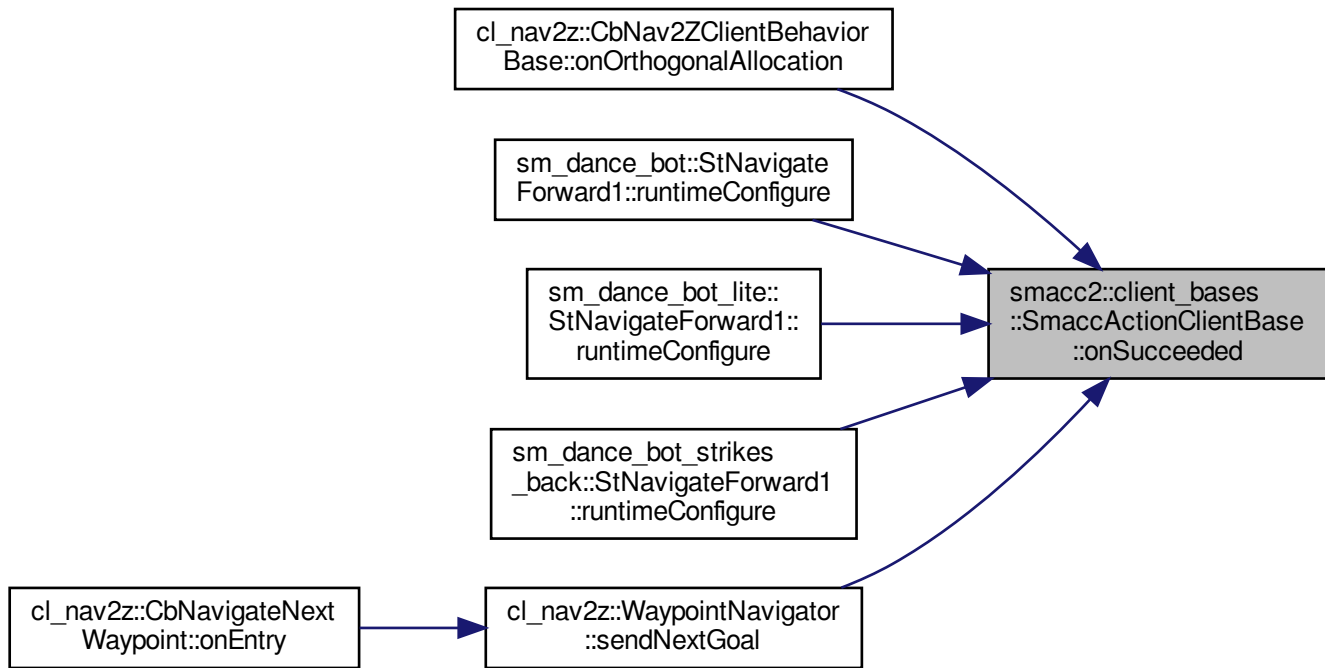 cl_nav2z::CbNav2ZClientBehavior
Base::onOrthogonalAllocation
sm_dance_bot::StNavigate
Forward1::runtimeConfigure
sm_dance_bot_lite::
StNavigateForward1::
runtimeConfigure
smacc2::client_bases
::SmaccActionClientBase
::onSucceeded
sm_dance_bot_strikes
_back::StNavigateForward1
::runtimeConfigure
cl_nav2z::CbNavigateNext
Waypoint::onEntry
cl_nav2z::WaypointNavigator
::sendNextGoal